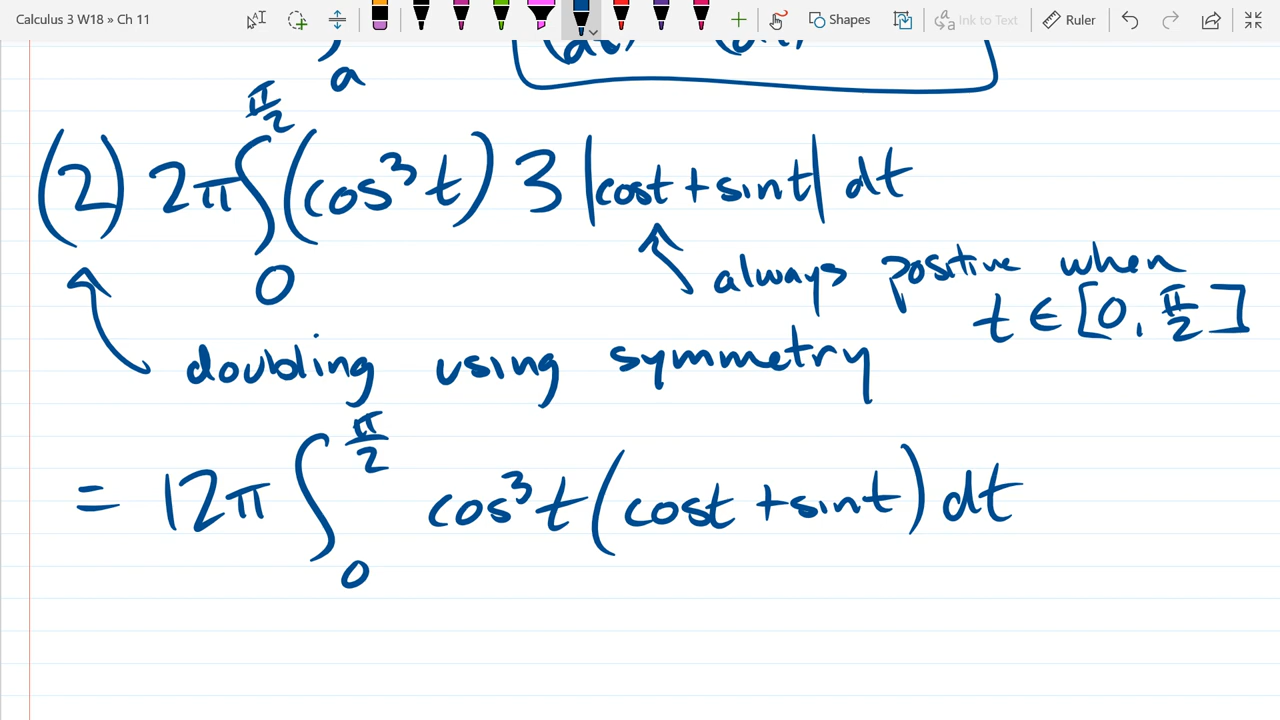 Calculus 3 W18 » Ch 11
Shapes
Ink to Text
Ruler
a
(2) 2π ∫₀^(π/2) (cos³t) 3 |cost + sint| dt
always positive when
t ∈ [0, π/2]
doubling using symmetry
= 12π ∫₀^(π/2) cos³t (cost + sint) dt